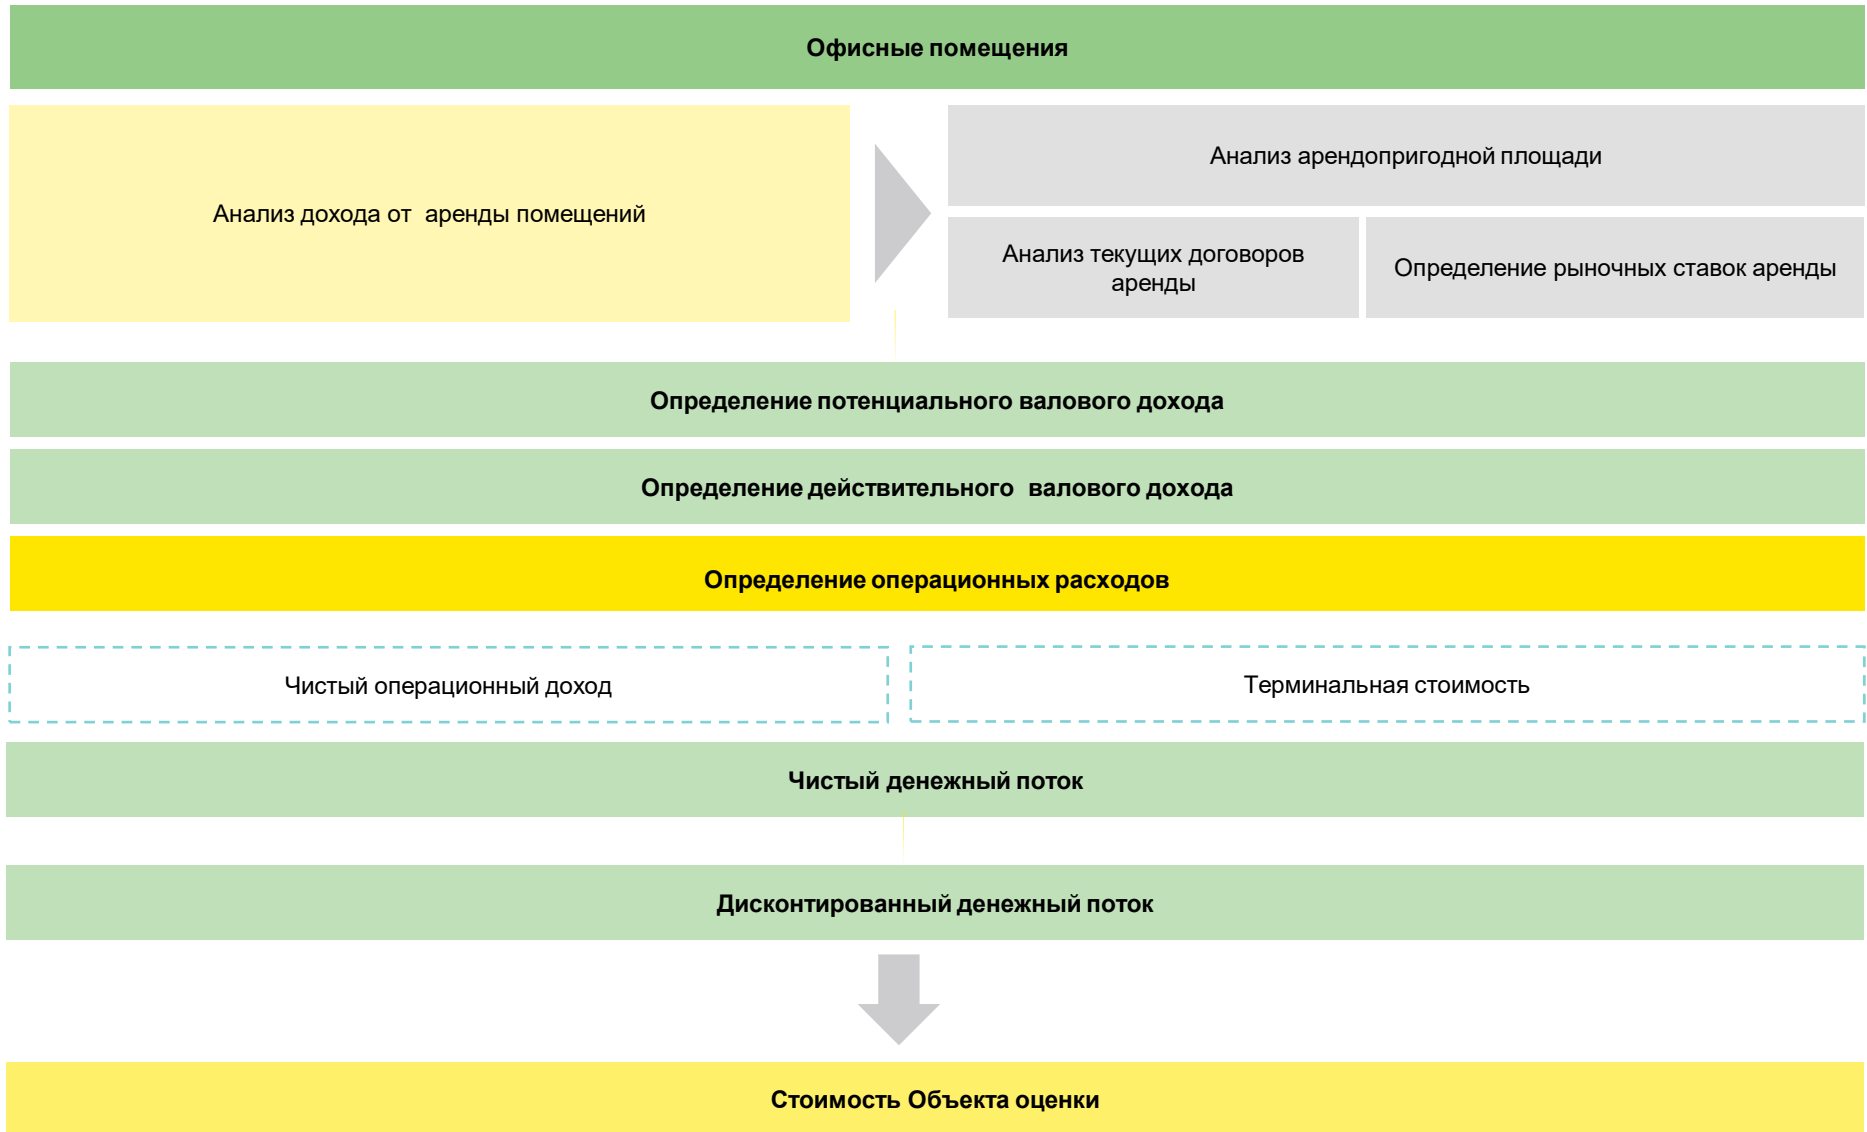 Офисные помещения
Анализ дохода от аренды помещений
Анализ арендопригодной площади
Анализ текущих договоров
аренды
Определение рыночных ставок аренды
Определение потенциального валового дохода
Определение действительного валового дохода
Определение операционных расходов
Чистый операционный доход
Терминальная стоимость
Чистый денежный поток
Дисконтированный денежный поток
Стоимость Объекта оценки